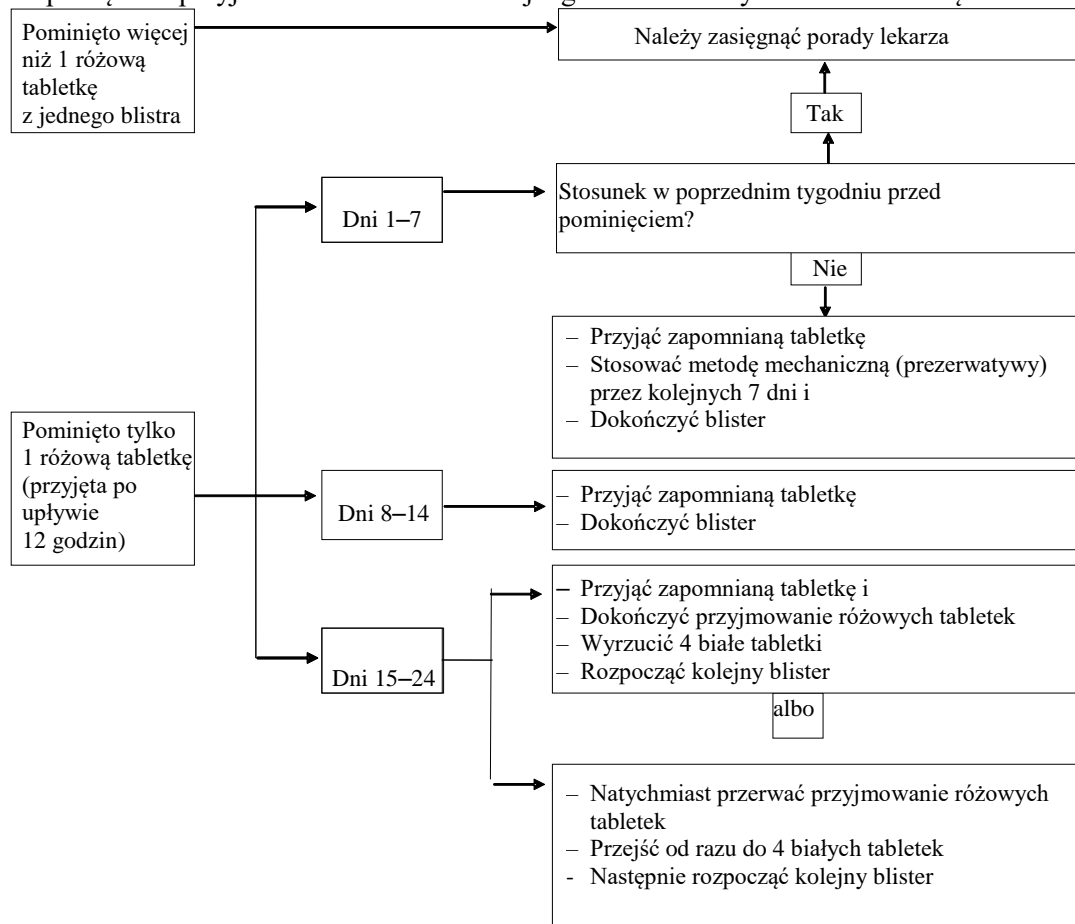 Pominięto więcej
niż 1 różową
tabletkę
z jednego blistra
Należy zasięgnąć porady lekarza
Tak
Stosunek w poprzednim tygodniu przed
pominięciem?
Dni 1–7
Nie
– Przyjąć zapomnianą tabletkę
– Stosować metodę mechaniczną (prezerwatywy)
przez kolejnych 7 dni i
– Dokończyć blister
Pominięto tylko
1 różową tabletkę
(przyjęta po
upływie
12 godzin)
Dni 8–14
– Przyjąć zapomnianą tabletkę
– Dokończyć blister
Dni 15–24
– Przyjąć zapomnianą tabletkę i
– Dokończyć przyjmowanie różowych tabletek
– Wyrzucić 4 białe tabletki
– Rozpocząć kolejny blister
albo
– Natychmiast przerwać przyjmowanie różowych
tabletek
– Przejść od razu do 4 białych tabletek
- Następnie rozpocząć kolejny blister